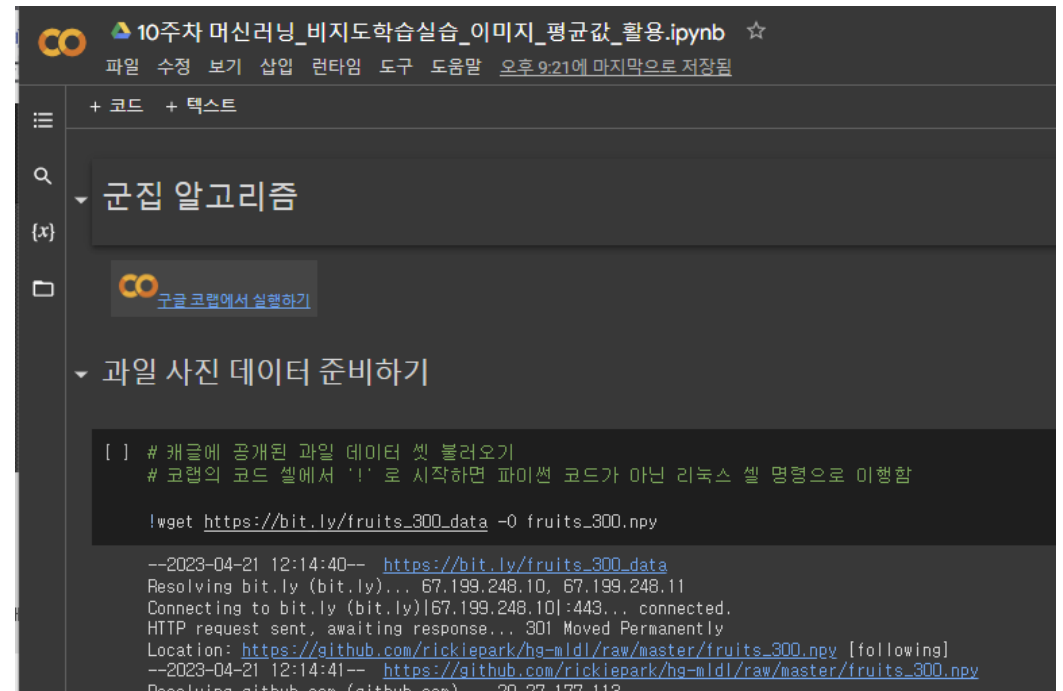 10주차 머신러닝_비지도학습실습_이미지_평균값_활용.ipynb
파일 수정 보기 삽입 런타임 도구 도움말 오후 9:21에 마지막으로 저장됨
+ 코드 + 텍스트
군집 알고리즘
{x}
구글 코랩에서 실행하기
과일 사진 데이터 준비하기
[ ] # 캐글에 공개된 과일 데이터 셋 불러오기
# 코랩의 코드 셀에서 '!' 로 시작하면 파이썬 코드가 아닌 리눅스 셸 명령으로 이행함
!wget https://bit.ly/fruits_300_data -O fruits_300.npy
--2023-04-21 12:14:40-- https://bit.ly/fruits_300_data
Resolving bit.ly (bit.ly)... 67.199.248.10, 67.199.248.11
Connecting to bit.ly (bit.ly)|67.199.248.10|:443... connected.
HTTP request sent, awaiting response... 301 Moved Permanently
Location: https://github.com/rickiepark/hg-mldl/raw/master/fruits_300.npy [following]
--2023-04-21 12:14:41-- https://github.com/rickiepark/hg-mldl/raw/master/fruits_300.npy
Resolving github.com (github.com)... 20.27.177.113